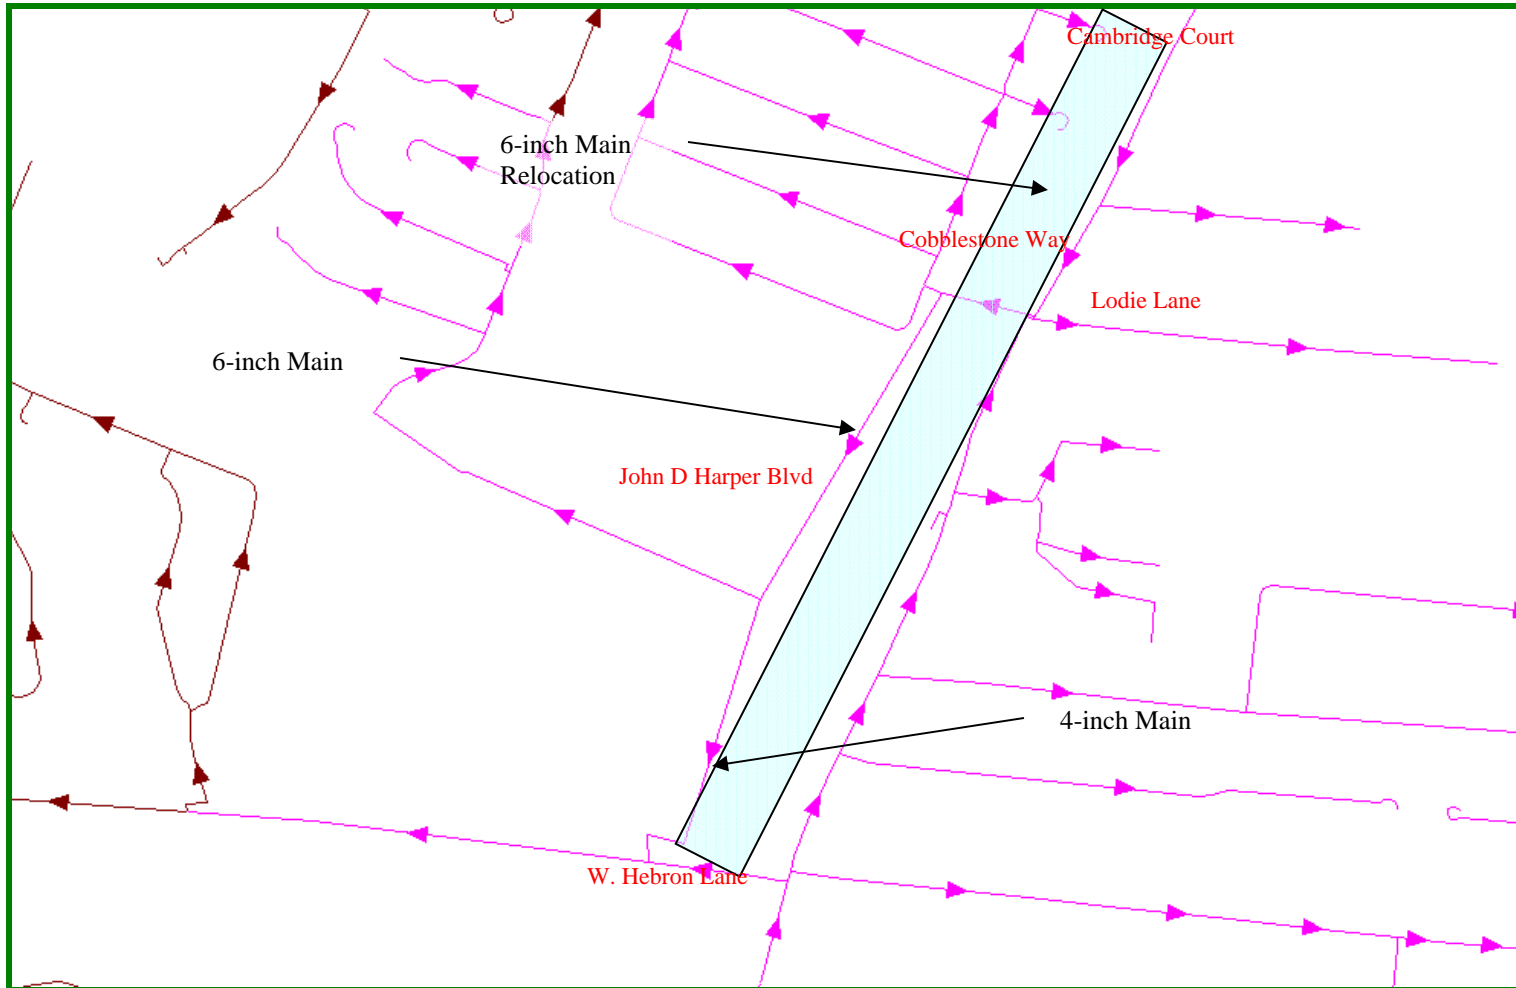 Cambridge Court
6-inch Main
Relocation
Cobblestone Way
Lodie Lane
6-inch Main
John D Harper Blvd
4-inch Main
W. Hebron Lane